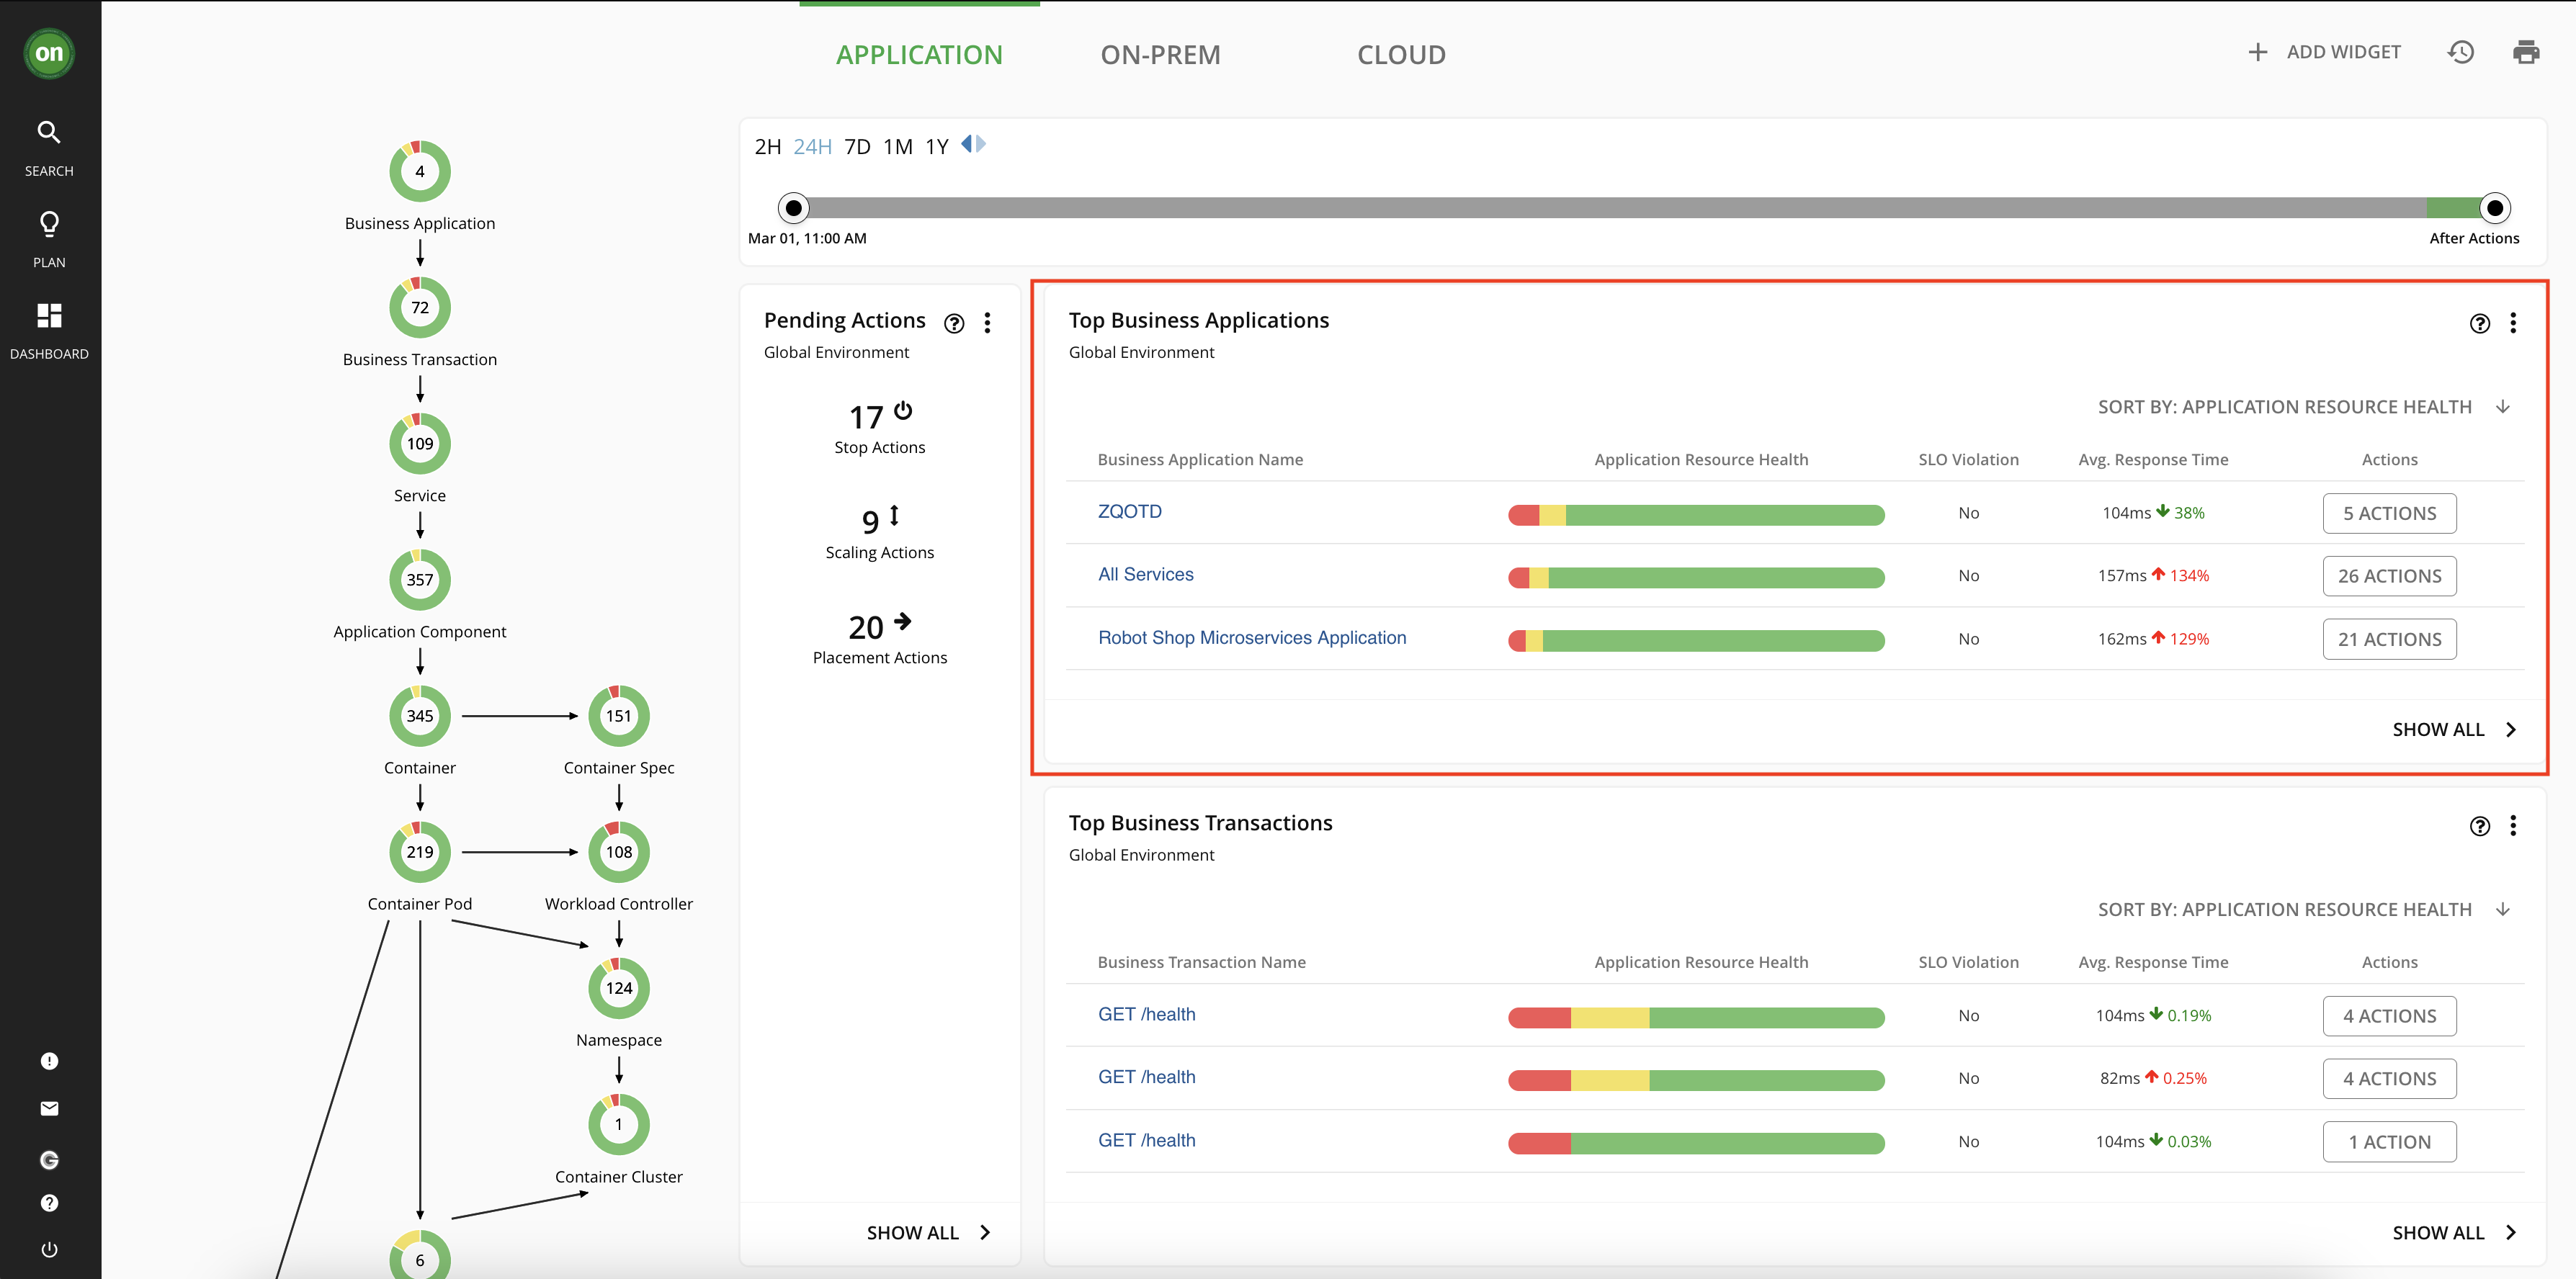 on
SEARCH
PLAN
DASHBOARD
APPLICATION ON-PREM CLOUD
ADD WIDGET
4
Business Application
72
Business Transaction
109
Service
357
Application Component
345
Container
151
Container Spec
219
Container Pod
108
Workload Controller
124
Namespace
1
Container Cluster
6
2H 24H 7D 1M 1Y
Mar 01, 11:00 AM
After Actions
Pending Actions
Global Environment
17
Stop Actions
9
Scaling Actions
20
Placement Actions
SHOW ALL
Top Business Applications
Global Environment
SORT BY: APPLICATION RESOURCE HEALTH
Business Application Name Application Resource Health SLO Violation Avg. Response Time Actions
ZQOTD No 104ms 38% 5 ACTIONS
All Services No 157ms 134% 26 ACTIONS
Robot Shop Microservices Application No 162ms 129% 21 ACTIONS
SHOW ALL
Top Business Transactions
Global Environment
SORT BY: APPLICATION RESOURCE HEALTH
Business Transaction Name Application Resource Health SLO Violation Avg. Response Time Actions
GET /health No 104ms 0.19% 4 ACTIONS
GET /health No 82ms 0.25% 4 ACTIONS
GET /health No 104ms 0.03% 1 ACTION
SHOW ALL